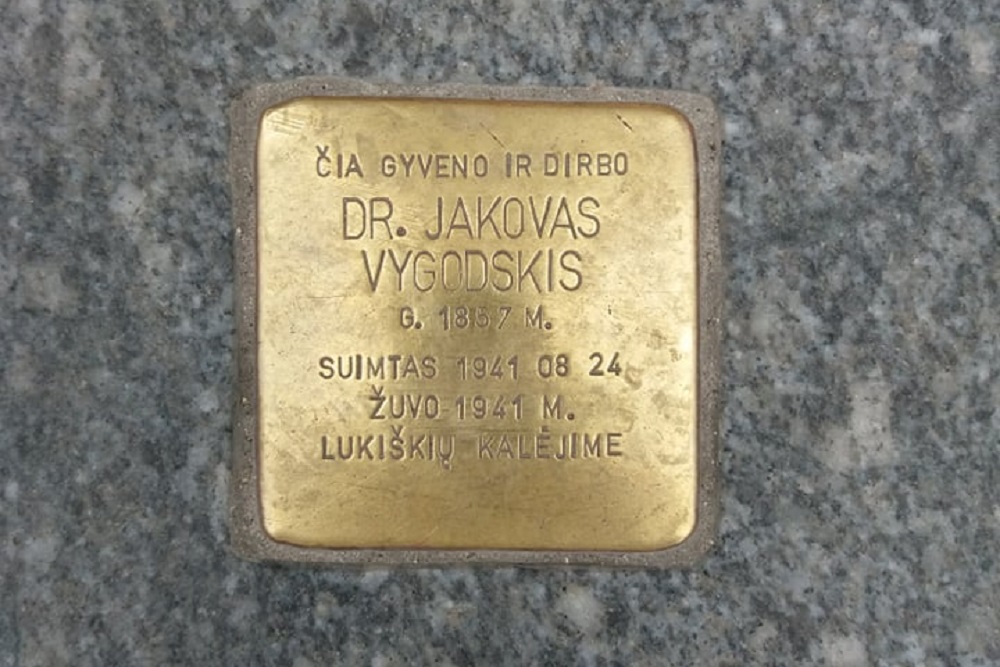 ČIA GYVENO IR DIRBO
DR. JAKOVAS
VYGODSKIS
G. 1857 M.
SUIMTAS 1941 08 24
ŽUVO 1941 M.
LUKIŠKIŲ KALĖJIME